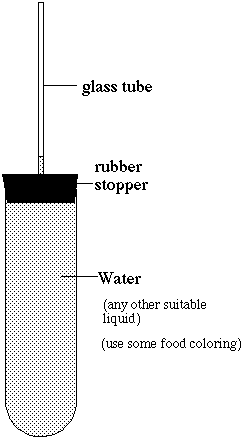 glass tube
rubber
stopper
Water
(any other suitable
liquid)
(use some food coloring)